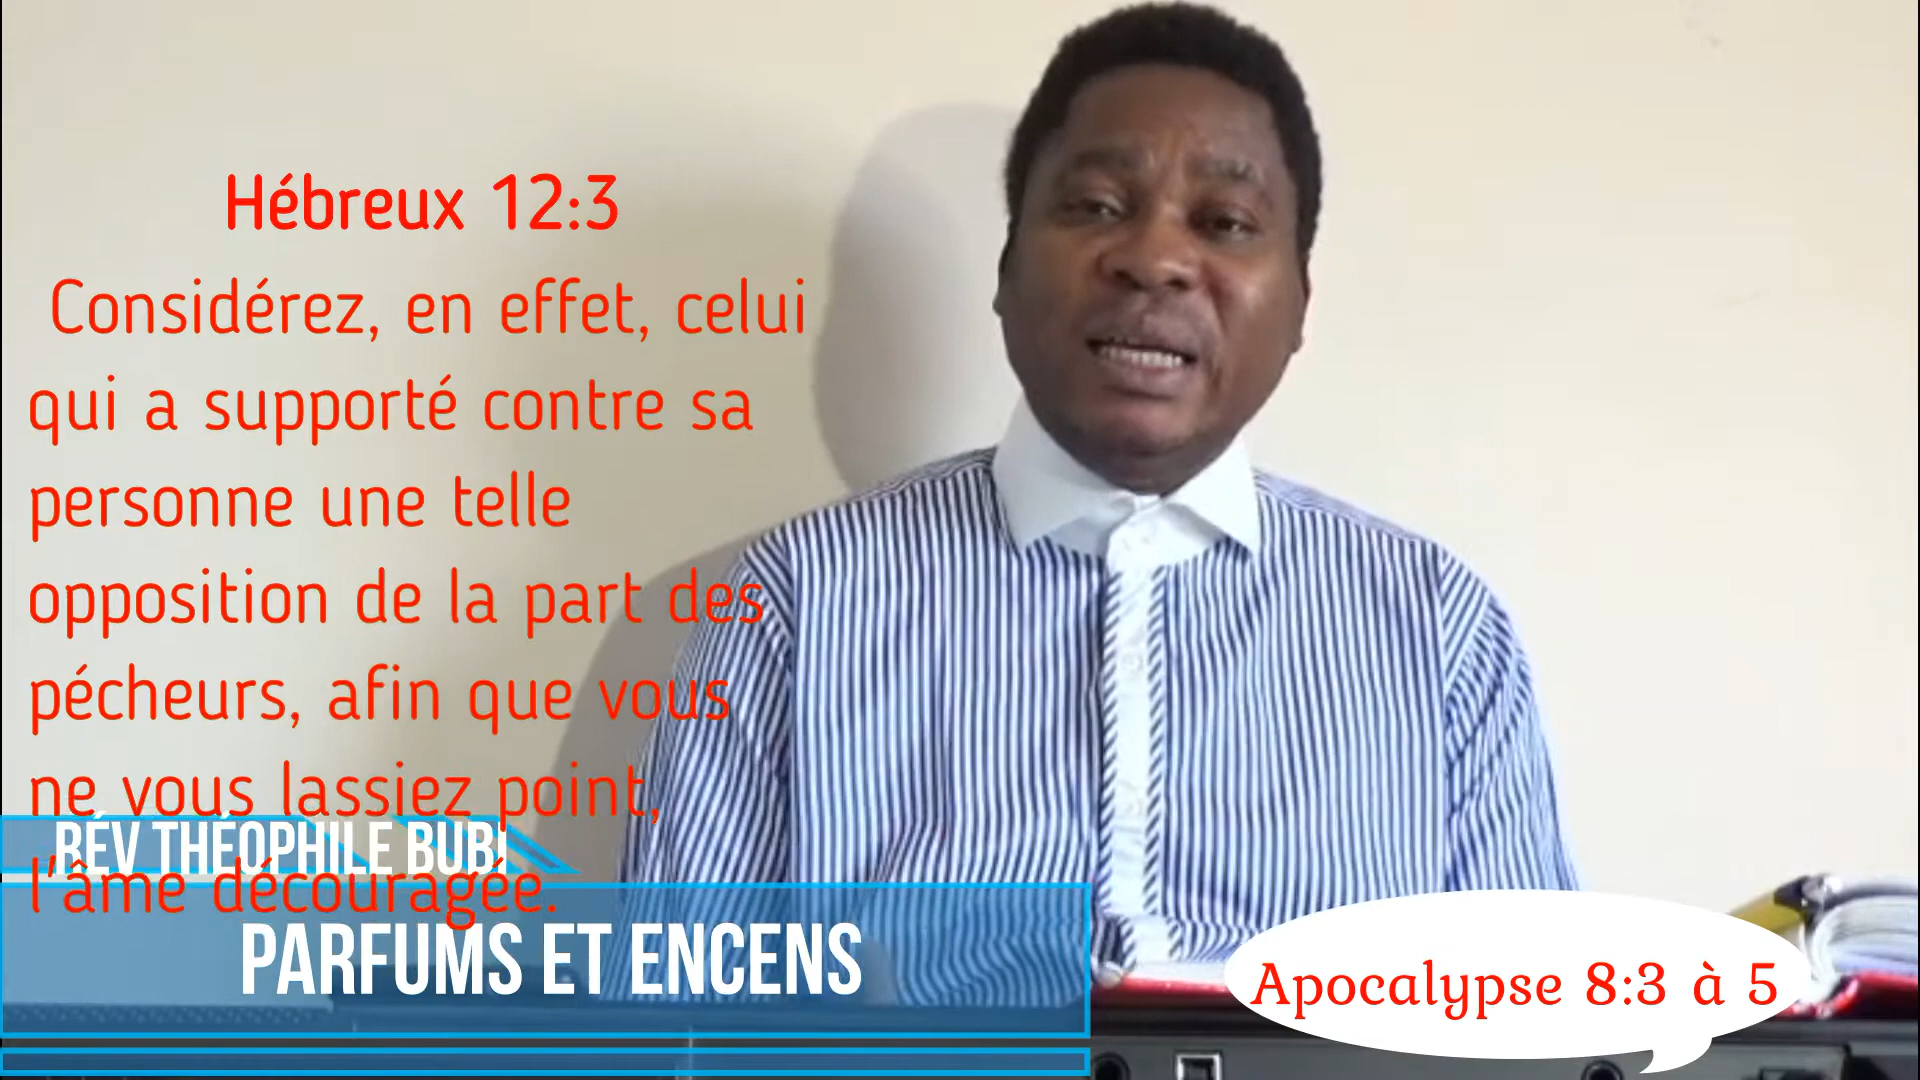 Hébreux 12:3
Considérez, en effet, celui
qui a supporté contre sa
personne une telle
opposition de la part des
pécheurs, afin que vous
ne vous lassiez point,
l'âme découragée.
RÉV THÉOPHILE BUBI
PARFUMS ET ENCENS
Apocalypse 8:3 à 5